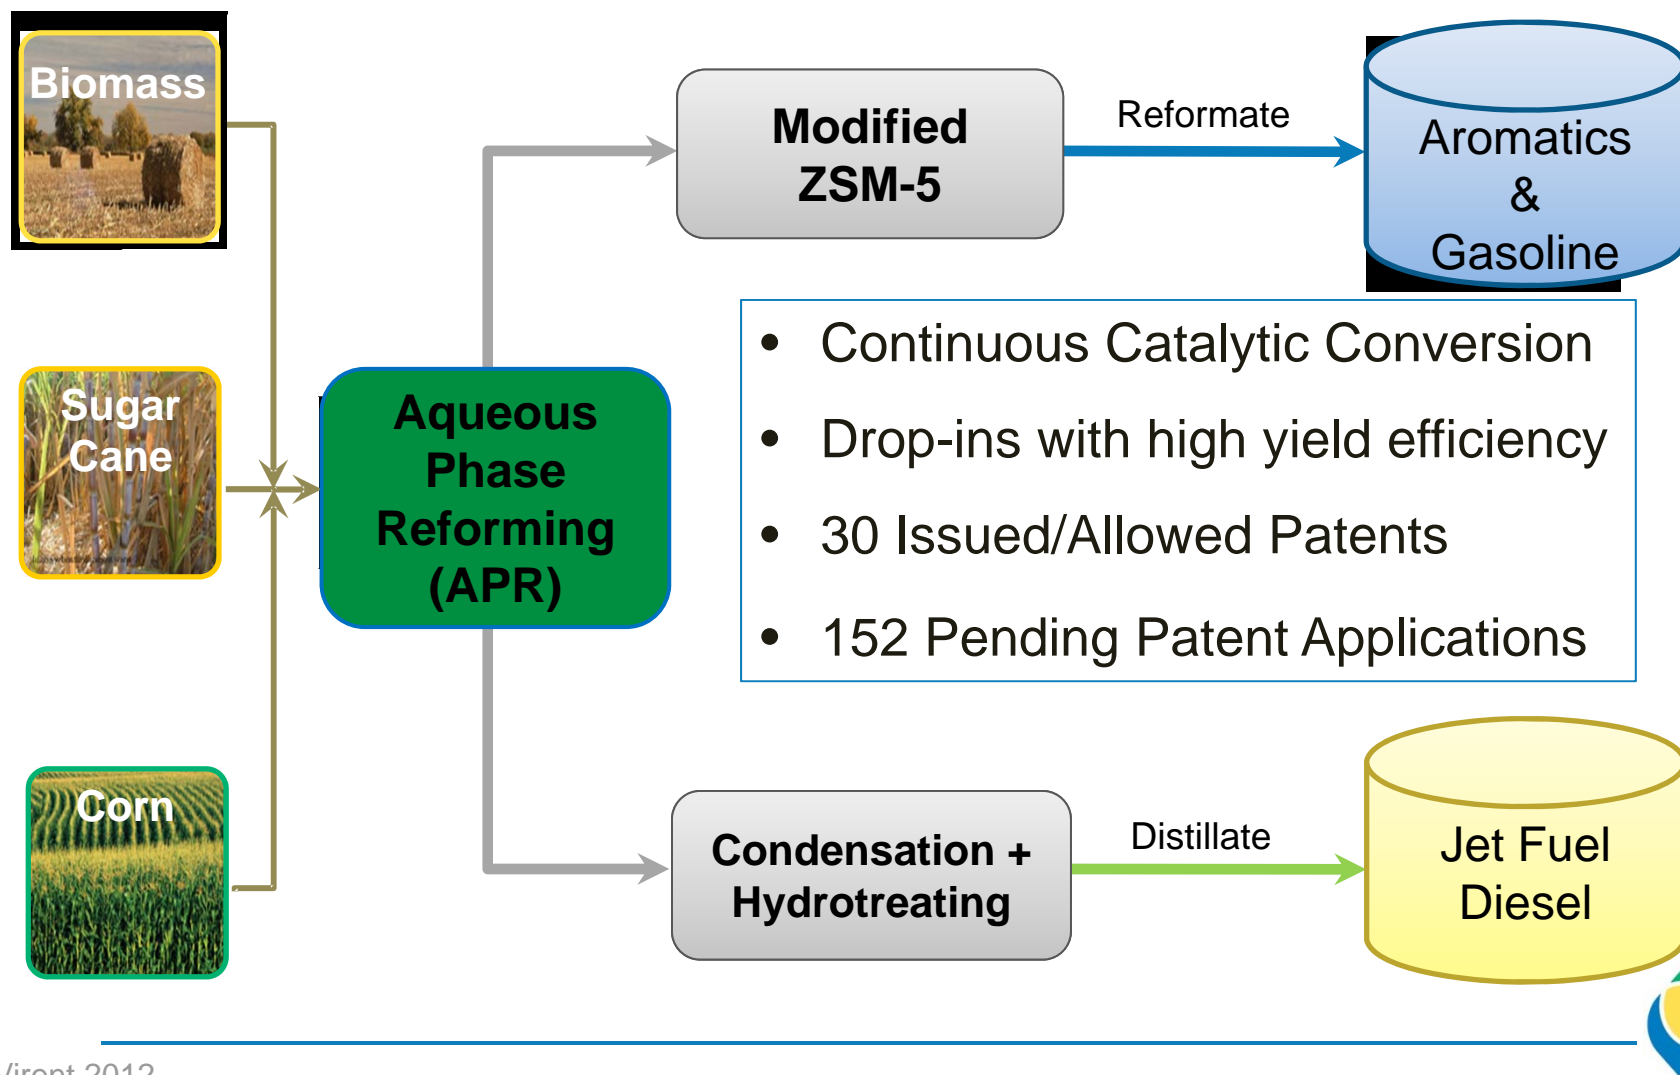 Biomass
Sugar
Cane
Corn
Aqueous
Phase
Reforming
(APR)
Modified
ZSM-5
Reformate
Aromatics
&
Gasoline
• Continuous Catalytic Conversion
• Drop-ins with high yield efficiency
• 30 Issued/Allowed Patents
• 152 Pending Patent Applications
Condensation +
Hydrotreating
Distillate
Jet Fuel
Diesel
2012